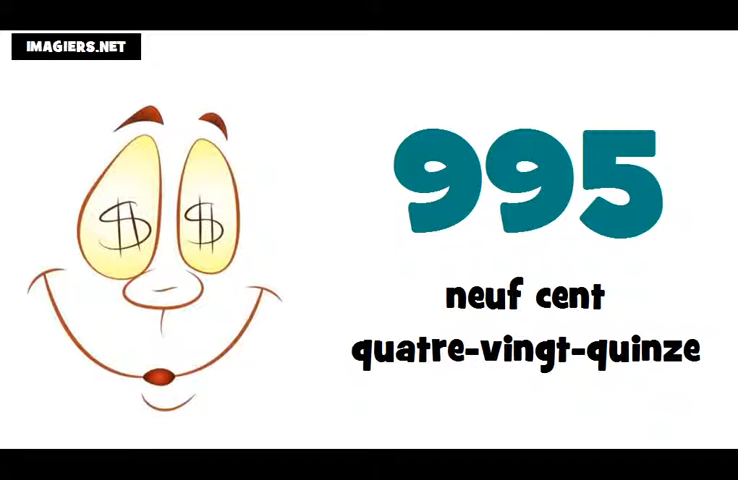 IMAGIERS.NET
$ $
995
neuf cent
quatre-vingt-quinze